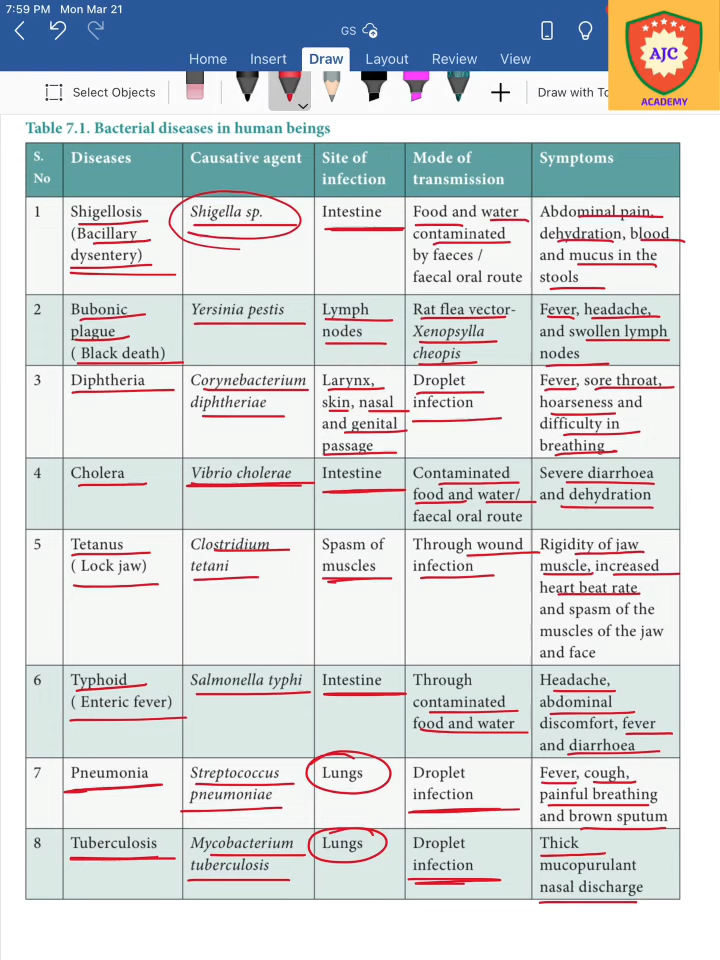 7:59 PM Mon Mar 21
GS
Home Insert Draw Layout Review View
Select Objects
Draw with To
AJC
ACADEMY
Table 7.1. Bacterial diseases in human beings
S. No Diseases Causative agent Site of infection Mode of transmission Symptoms
1 Shigellosis (Bacillary dysentery) Shigella sp. Intestine Food and water contaminated by faeces / faecal oral route Abdominal pain, dehydration, blood and mucus in the stools
2 Bubonic plague ( Black death) Yersinia pestis Lymph nodes Rat flea vector- Xenopsylla cheopis Fever, headache, and swollen lymph nodes
3 Diphtheria Corynebacterium diphtheriae Larynx, skin, nasal and genital passage Droplet infection Fever, sore throat, hoarseness and difficulty in breathing
4 Cholera Vibrio cholerae Intestine Contaminated food and water/ faecal oral route Severe diarrhoea and dehydration
5 Tetanus ( Lock jaw) Clostridium tetani Spasm of muscles Through wound infection Rigidity of jaw muscle, increased heart beat rate and spasm of the muscles of the jaw and face
6 Typhoid ( Enteric fever) Salmonella typhi Intestine Through contaminated food and water Headache, abdominal discomfort, fever and diarrhoea
7 Pneumonia Streptococcus pneumoniae Lungs Droplet infection Fever, cough, painful breathing and brown sputum
8 Tuberculosis Mycobacterium tuberculosis Lungs Droplet infection Thick mucopurulant nasal discharge